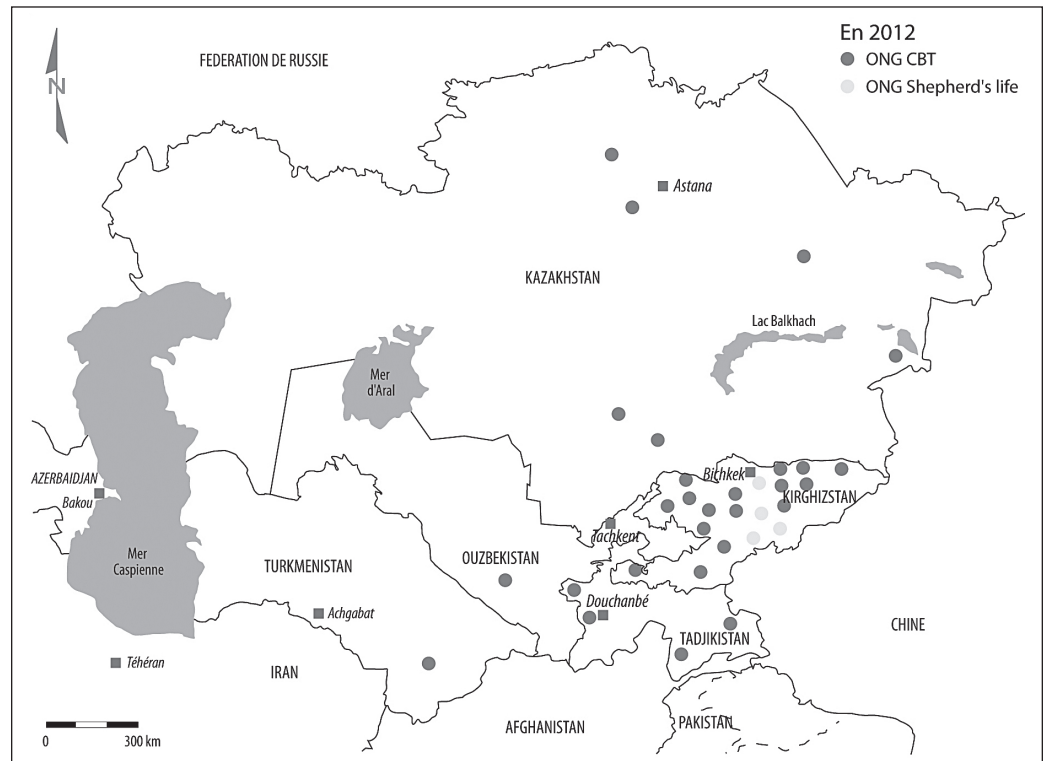 En 2012
ONG CBT
ONG Shepherd's life
N
FEDERATION DE RUSSIE
Astana
KAZAKHSTAN
Lac Balkhach
Mer
d'Aral
AZERBAIDJAN
Bakou
Bichkek
KIRGHIZSTAN
Tachkent
Mer
Caspienne
TURKMENISTAN
OUZBEKISTAN
Achgabat
Douchanbé
TADJIKISTAN
CHINE
Téhéran
IRAN
AFGHANISTAN
PAKISTAN
0
300 km